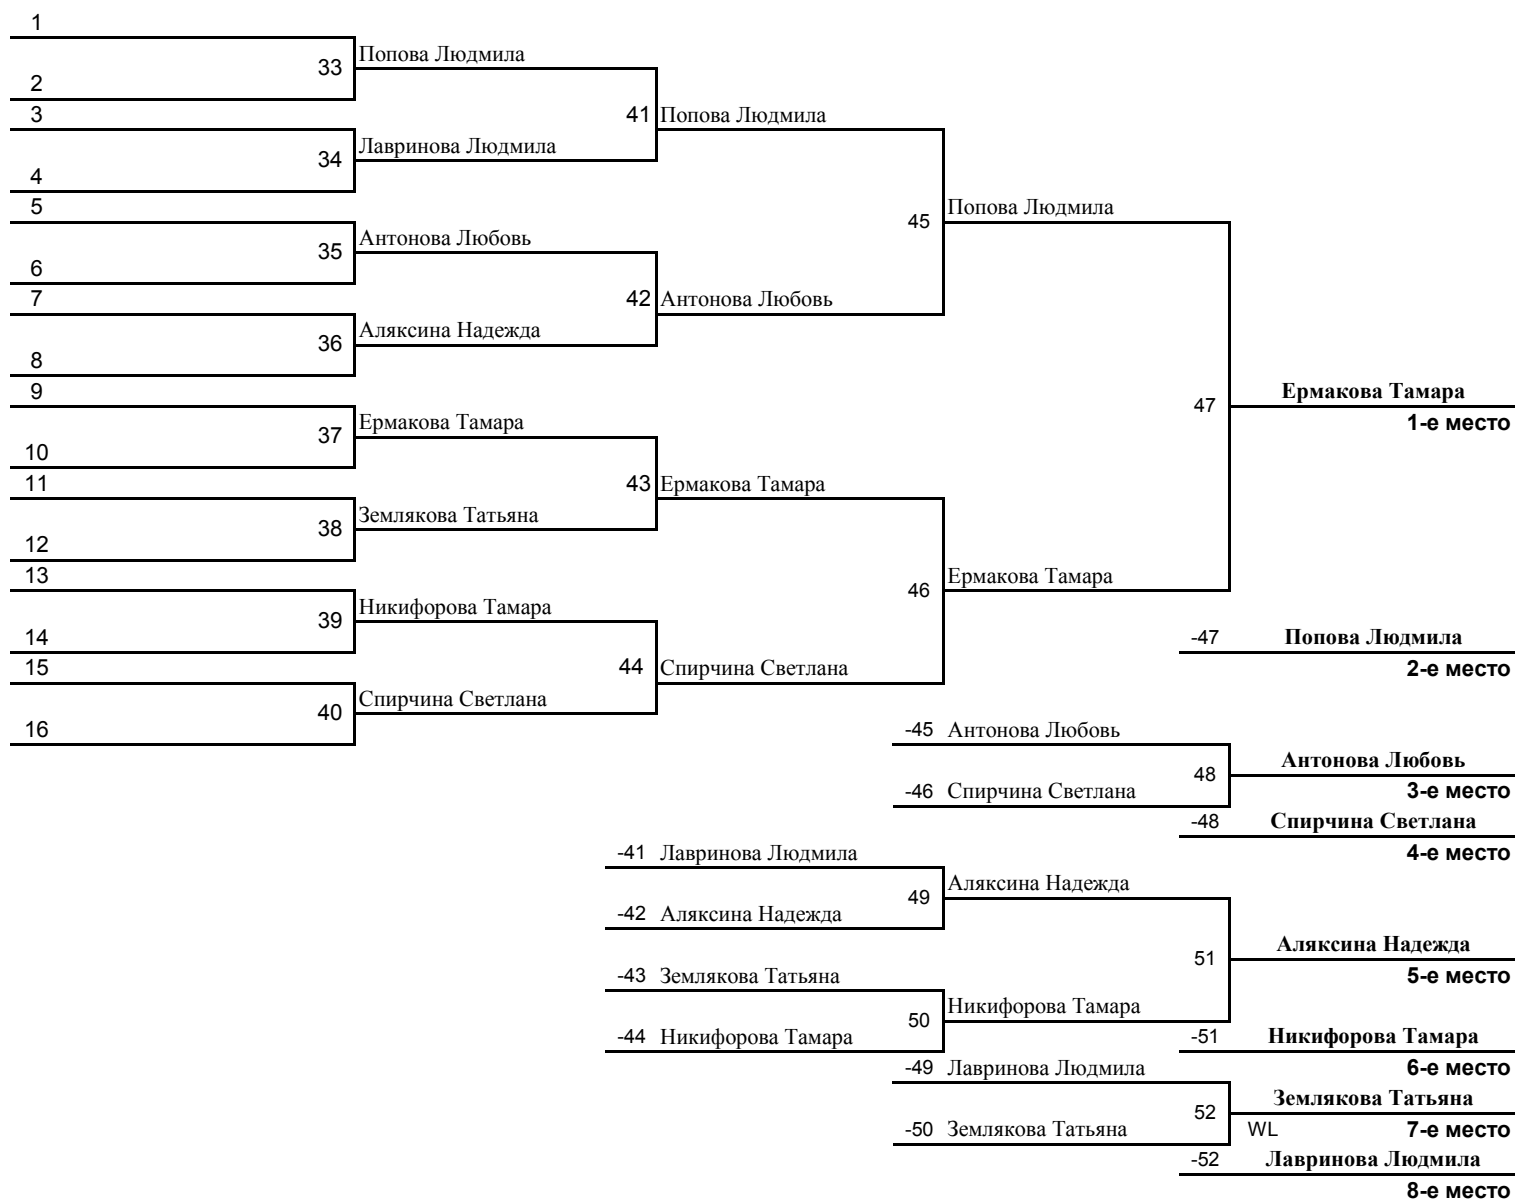 1
33 Попова Людмила
2
3
41 Попова Людмила
34 Лавринова Людмила
4
5
45 Попова Людмила
35 Антонова Любовь
6
7
42 Антонова Любовь
36 Аляксина Надежда
8
9
47 Ермакова Тамара
1-е место
37 Ермакова Тамара
10
11
43 Ермакова Тамара
38 Землякова Татьяна
12
13
46 Ермакова Тамара
39 Никифорова Тамара
14
-47 Попова Людмила
2-е место
15
44 Спирчина Светлана
40 Спирчина Светлана
16
-45 Антонова Любовь
48 Антонова Любовь
3-е место
-46 Спирчина Светлана
-48 Спирчина Светлана
4-е место
-41 Лавринова Людмила
49 Аляксина Надежда
-42 Аляксина Надежда
51 Аляксина Надежда
5-е место
-43 Землякова Татьяна
50 Никифорова Тамара
-44 Никифорова Тамара
-51 Никифорова Тамара
6-е место
-49 Лавринова Людмила
52 Землякова Татьяна
WL 7-е место
-50 Землякова Татьяна
-52 Лавринова Людмила
8-е место